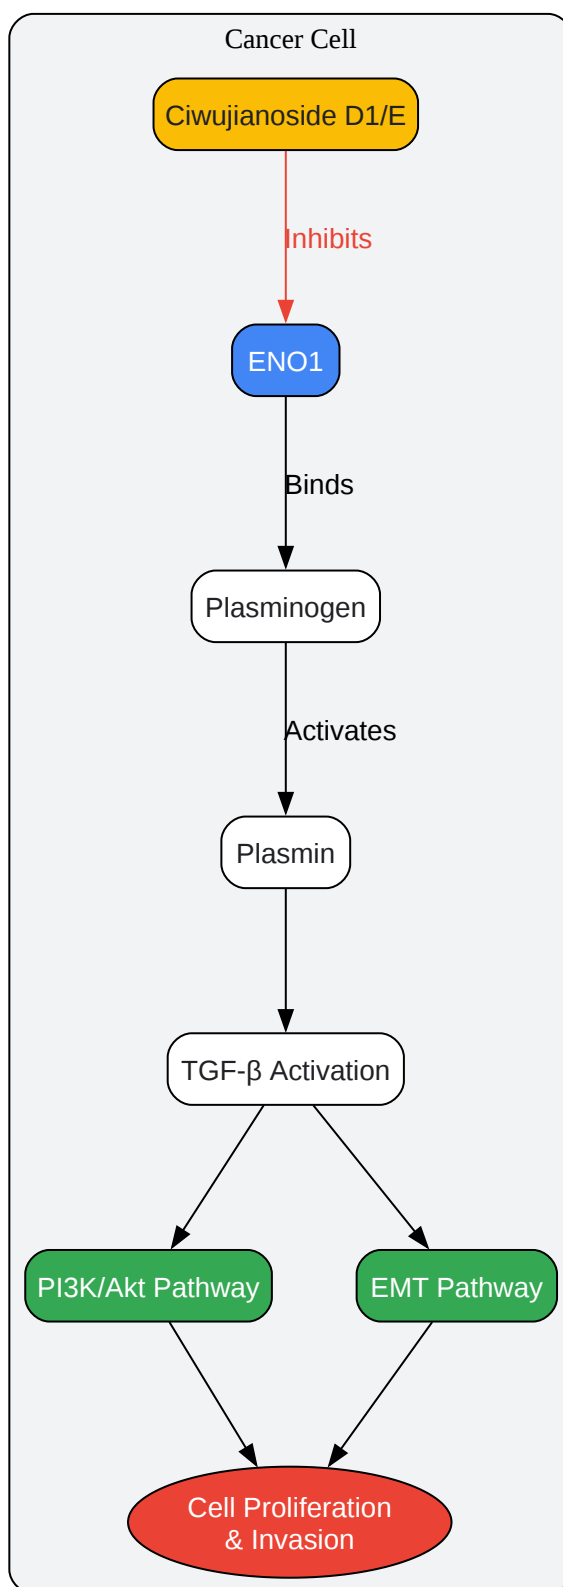 Cancer Cell
Ciwujianoside D1/E
Inhibits
ENO1
Binds
Plasminogen
Activates
Plasmin
TGF-β Activation
PI3K/Akt Pathway
EMT Pathway
Cell Proliferation
& Invasion